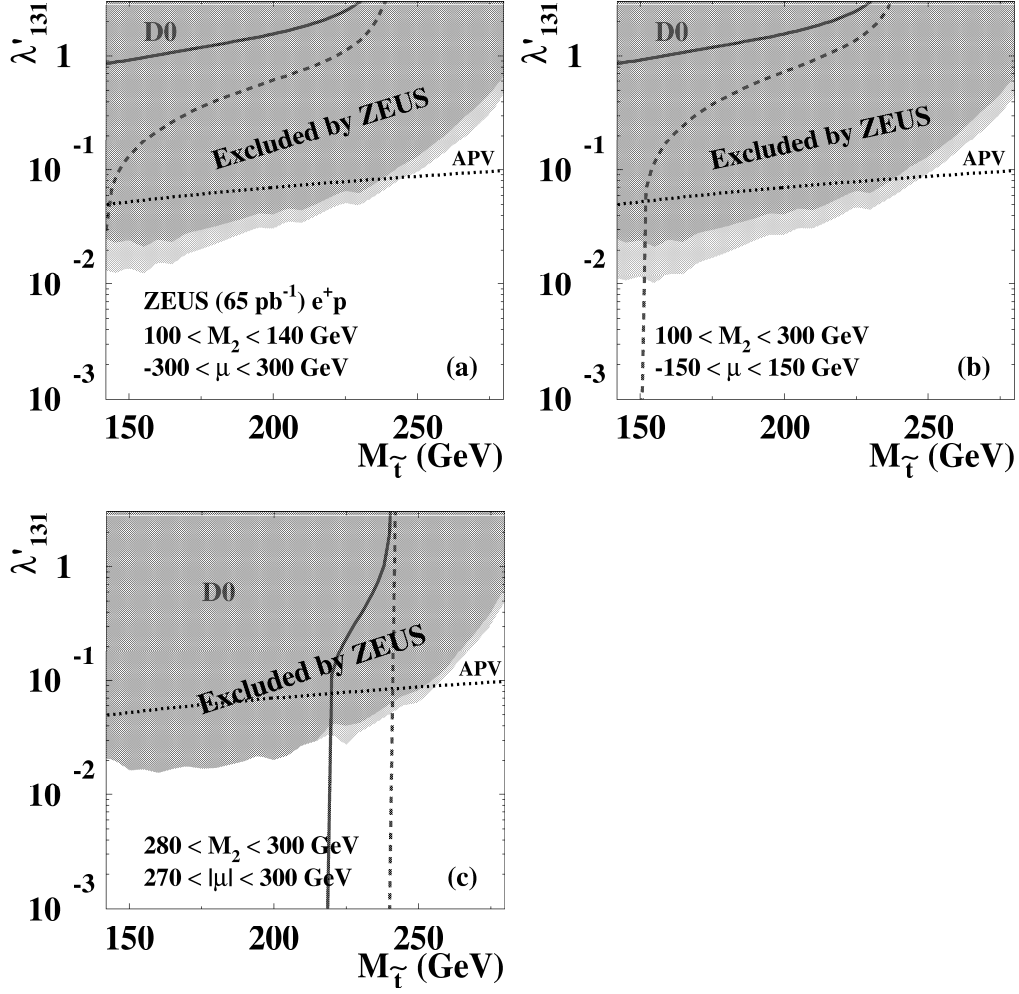 λ'131
D0
1
Excluded by ZEUS
10⁻¹
APV
10⁻²
ZEUS (65 pb⁻¹) e⁺p
100 < M₂ < 140 GeV
-300 < μ < 300 GeV
(a)
10⁻³
150 200 250
M_t̃ (GeV)
λ'131
D0
1
Excluded by ZEUS
10⁻¹
APV
10⁻²
100 < M₂ < 300 GeV
-150 < μ < 150 GeV
(b)
10⁻³
150 200 250
M_t̃ (GeV)
λ'131
1
D0
Excluded by ZEUS
10⁻¹
APV
10⁻²
280 < M₂ < 300 GeV
270 < |μ| < 300 GeV
(c)
10⁻³
150 200 250
M_t̃ (GeV)